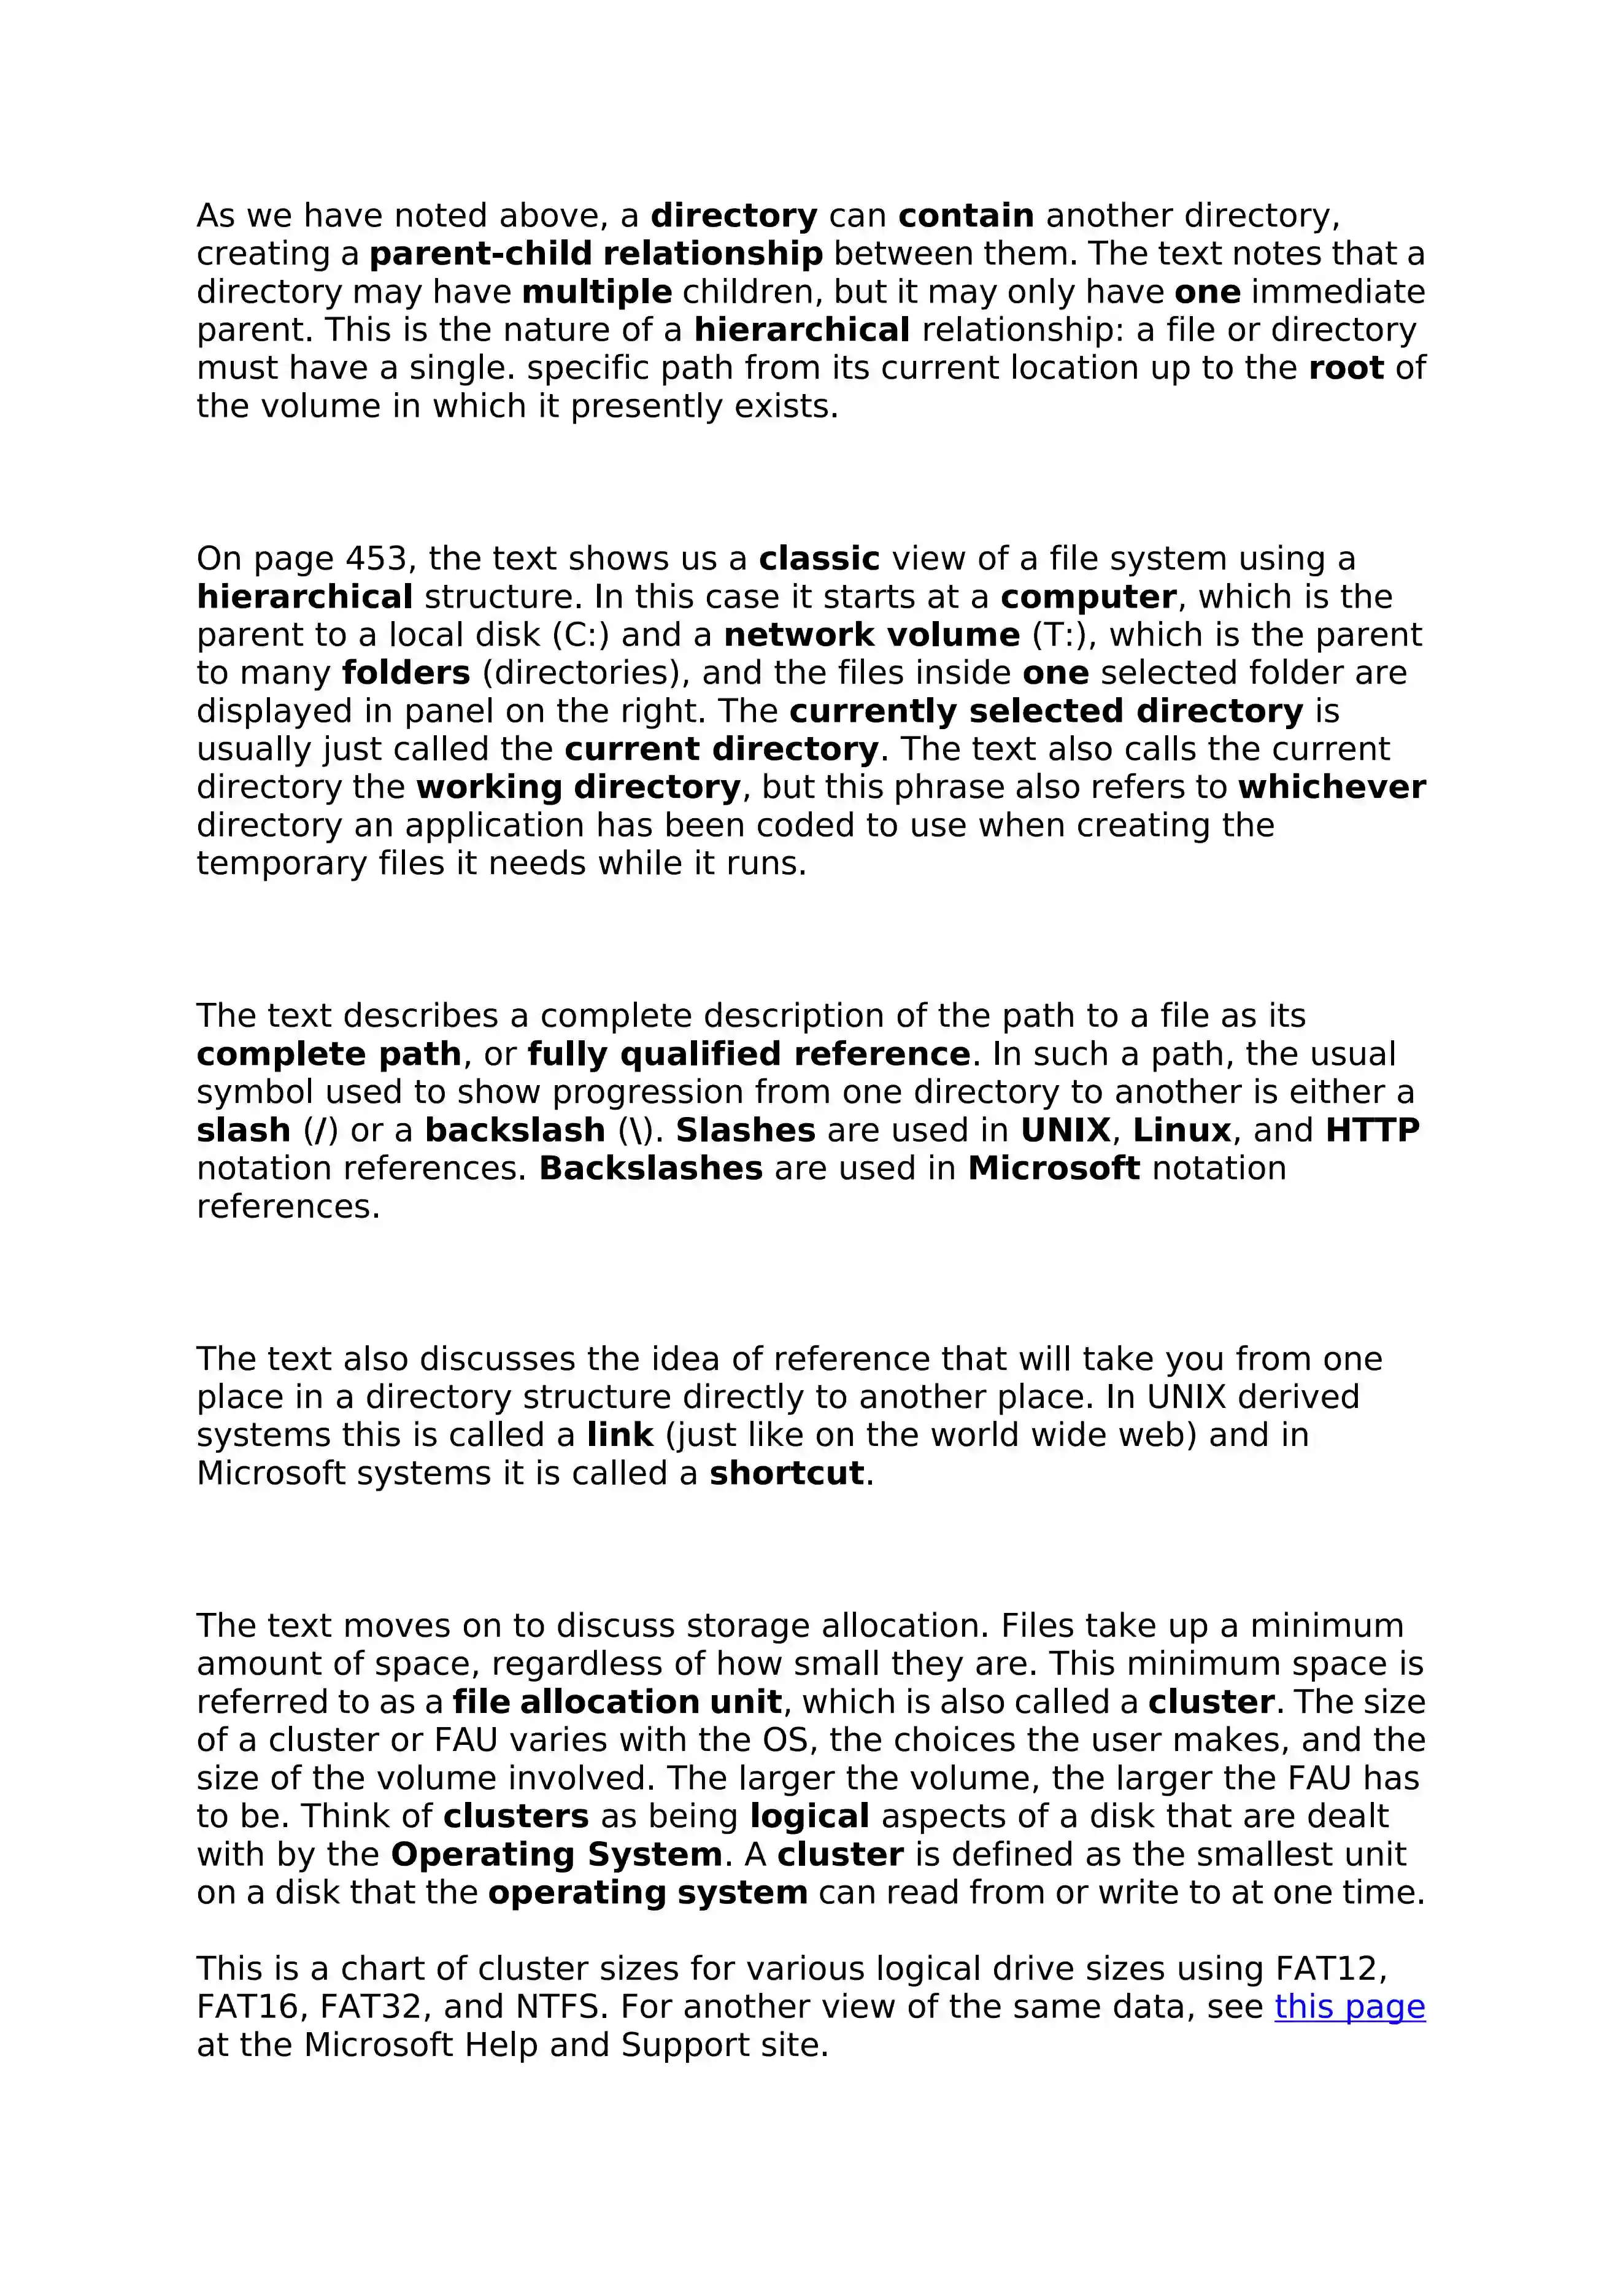 As we have noted above, a directory can contain another directory,
creating a parent-child relationship between them. The text notes that a
directory may have multiple children, but it may only have one immediate
parent. This is the nature of a hierarchical relationship: a file or directory
must have a single. specific path from its current location up to the root of
the volume in which it presently exists.
On page 453, the text shows us a classic view of a file system using a
hierarchical structure. In this case it starts at a computer, which is the
parent to a local disk (C:) and a network volume (T:), which is the parent
to many folders (directories), and the files inside one selected folder are
displayed in panel on the right. The currently selected directory is
usually just called the current directory. The text also calls the current
directory the working directory, but this phrase also refers to whichever
directory an application has been coded to use when creating the
temporary files it needs while it runs.
The text describes a complete description of the path to a file as its
complete path, or fully qualified reference. In such a path, the usual
symbol used to show progression from one directory to another is either a
slash (/) or a backslash (\). Slashes are used in UNIX, Linux, and HTTP
notation references. Backslashes are used in Microsoft notation
references.
The text also discusses the idea of reference that will take you from one
place in a directory structure directly to another place. In UNIX derived
systems this is called a link (just like on the world wide web) and in
Microsoft systems it is called a shortcut.
The text moves on to discuss storage allocation. Files take up a minimum
amount of space, regardless of how small they are. This minimum space is
referred to as a file allocation unit, which is also called a cluster. The size
of a cluster or FAU varies with the OS, the choices the user makes, and the
size of the volume involved. The larger the volume, the larger the FAU has
to be. Think of clusters as being logical aspects of a disk that are dealt
with by the Operating System. A cluster is defined as the smallest unit
on a disk that the operating system can read from or write to at one time.
This is a chart of cluster sizes for various logical drive sizes using FAT12,
FAT16, FAT32, and NTFS. For another view of the same data, see this page
at the Microsoft Help and Support site.